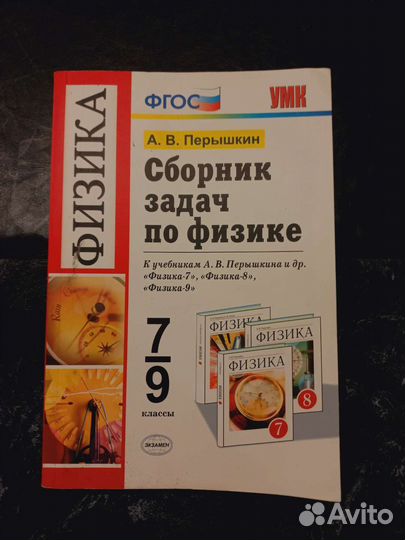 ФИЗИКА
ФГОС
УМК
А. В. Перышкин
Сборник
задач
по физике
К учебникам А. В. Перышкина и др.
«Физика-7», «Физика-8»,
«Физика-9»
7
9
классы
ФИЗИКА
ФИЗИКА
8
ФИЗИКА
7
ЭКЗАМЕН
Avito